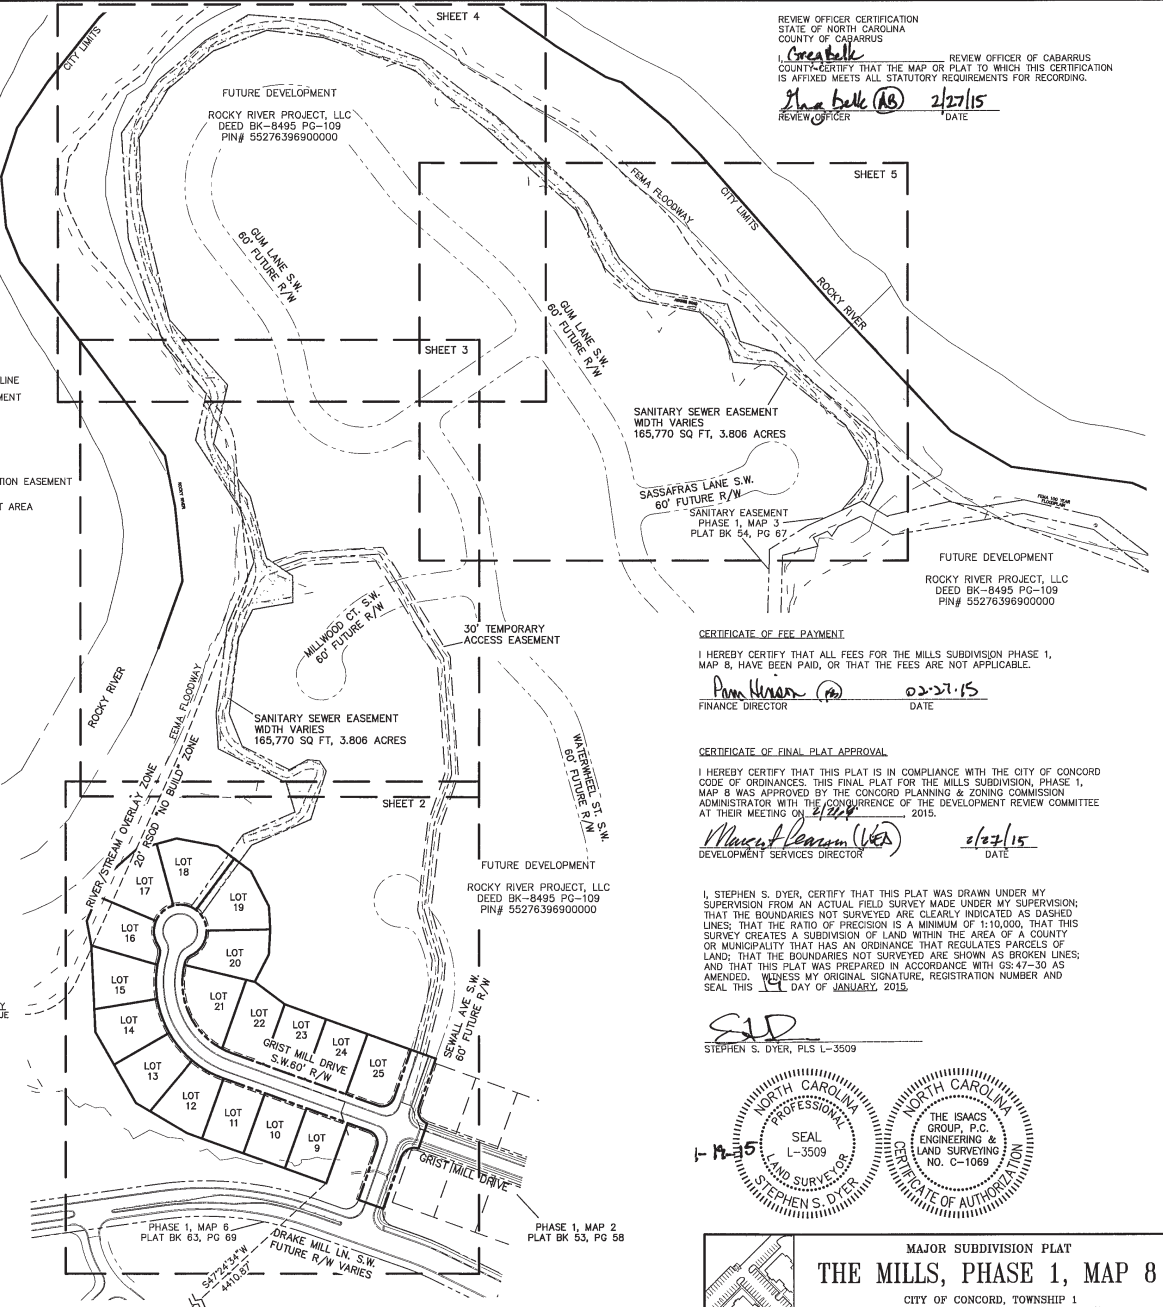 SHEET 4
CITY LIMITS
FUTURE DEVELOPMENT
ROCKY RIVER PROJECT, LLC
DEED BK-8495 PG-109
PIN# 55276396900000
REVIEW OFFICER CERTIFICATION
STATE OF NORTH CAROLINA
COUNTY OF CABARRUS
I, Greg Belk REVIEW OFFICER OF CABARRUS
COUNTY-CERTIFY THAT THE MAP OR PLAT TO WHICH THIS CERTIFICATION
IS AFFIXED MEETS ALL STATUTORY REQUIREMENTS FOR RECORDING.
Greg Belk (AB) 2/27/15
REVIEW OFFICER DATE
SHEET 5
FEMA FLOODWAY
CITY LIMITS
ROCKY RIVER
GUM LANE S.W.
60' FUTURE R/W
GUM LANE S.W.
60' FUTURE R/W
SHEET 3
LINE
MENT
TION EASEMENT
T AREA
SANITARY SEWER EASEMENT
WIDTH VARIES
165,770 SQ FT, 3.806 ACRES
SASSAFRAS LANE S.W.
60' FUTURE R/W
SANITARY EASEMENT
PHASE 1, MAP 3
PLAT BK 54, PG 67
ROCKY RIVER
FEMA 100 YEAR
FLOODPLAIN
FUTURE DEVELOPMENT
ROCKY RIVER PROJECT, LLC
DEED BK-8495 PG-109
PIN# 55276396900000
MILLWOOD CT. S.W.
60' FUTURE R/W
30' TEMPORARY
ACCESS EASEMENT
ROCKY RIVER
FEMA FLOODWAY
SANITARY SEWER EASEMENT
WIDTH VARIES
165,770 SQ FT, 3.806 ACRES
WATERWHEEL ST. S.W.
60' FUTURE R/W
CERTIFICATE OF FEE PAYMENT
I HEREBY CERTIFY THAT ALL FEES FOR THE MILLS SUBDIVISION PHASE 1,
MAP 8, HAVE BEEN PAID, OR THAT THE FEES ARE NOT APPLICABLE.
Pam Hinson 02-27-15
FINANCE DIRECTOR DATE
CERTIFICATE OF FINAL PLAT APPROVAL
I HEREBY CERTIFY THAT THIS PLAT IS IN COMPLIANCE WITH THE CITY OF CONCORD
CODE OF ORDINANCES. THIS FINAL PLAT FOR THE MILLS SUBDIVISION, PHASE 1,
MAP 8 WAS APPROVED BY THE CONCORD PLANNING & ZONING COMMISSION
ADMINISTRATOR WITH THE CONCURRENCE OF THE DEVELOPMENT REVIEW COMMITTEE
AT THEIR MEETING ON , 2015.
Margaret Pearson 2/27/15
DEVELOPMENT SERVICES DIRECTOR DATE
SHEET 2
RIVER/STREAM OVERLAY ZONE
20' RSOD "NO BUILD" ZONE
FUTURE DEVELOPMENT
ROCKY RIVER PROJECT, LLC
DEED BK-8495 PG-109
PIN# 55276396900000
LOT
18
LOT
17
LOT
19
LOT
16
LOT
20
LOT
15
LOT
21
LOT
14
LOT
22
LOT
23
LOT
24
LOT
25
LOT
13
LOT
12
LOT
11
LOT
10
LOT
9
GRIST MILL DRIVE
S.W.60' R/W
SEWALL AVE S.W.
60' FUTURE R/W
I, STEPHEN S. DYER, CERTIFY THAT THIS PLAT WAS DRAWN UNDER MY
SUPERVISION FROM AN ACTUAL FIELD SURVEY MADE UNDER MY SUPERVISION;
THAT THE BOUNDARIES NOT SURVEYED ARE CLEARLY INDICATED AS DASHED
LINES; THAT THE RATIO OF PRECISION IS A MINIMUM OF 1:10,000, THAT THIS
SURVEY CREATES A SUBDIVISION OF LAND WITHIN THE AREA OF A COUNTY
OR MUNICIPALITY THAT HAS AN ORDINANCE THAT REGULATES PARCELS OF
LAND; THAT THE BOUNDARIES NOT SURVEYED ARE SHOWN AS BROKEN LINES;
AND THAT THIS PLAT WAS PREPARED IN ACCORDANCE WITH GS: 47-30 AS
AMENDED. WITNESS MY ORIGINAL SIGNATURE, REGISTRATION NUMBER AND
SEAL THIS 19 DAY OF JANUARY, 2015.
STEPHEN S. DYER, PLS L-3509
NORTH CAROLINA
PROFESSIONAL
SEAL
L-3509
LAND SURVEYOR
STEPHEN S. DYER
1-19-15
NORTH CAROLINA
THE ISAACS
GROUP, P.C.
ENGINEERING &
LAND SURVEYING
NO. C-1069
CERTIFICATE OF AUTHORIZATION
GRIST MILL DRIVE
PHASE 1, MAP 6
PLAT BK 63, PG 69
DRAKE MILL LN. S.W.
FUTURE R/W VARIES
S47°24'34"W
4410.87'
PHASE 1, MAP 2
PLAT BK 53, PG 58
MAJOR SUBDIVISION PLAT
THE MILLS, PHASE 1, MAP 8
CITY OF CONCORD, TOWNSHIP 1